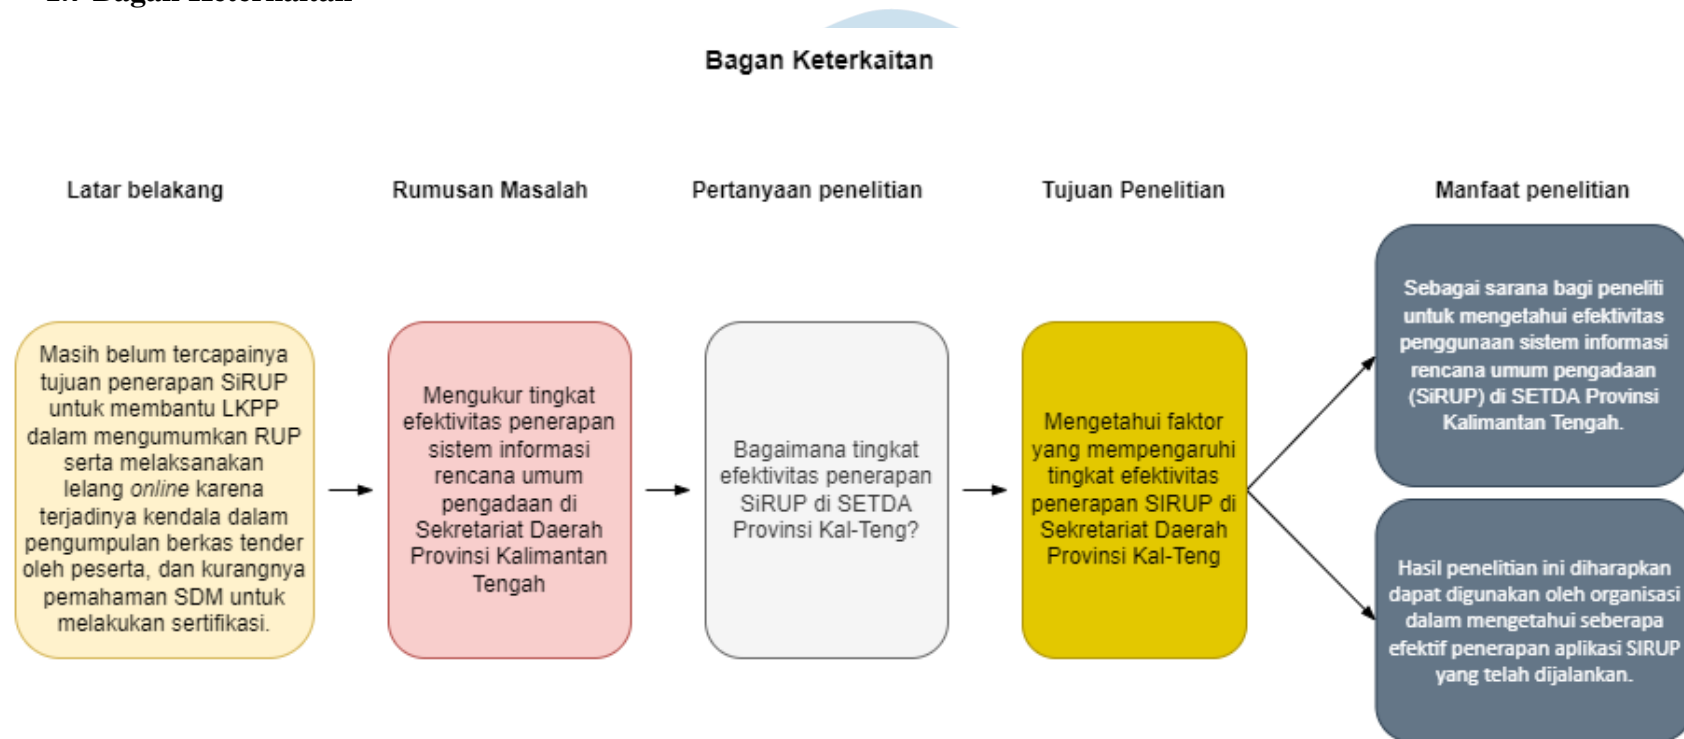 Bagan Keterkaitan
Latar belakang
Rumusan Masalah
Pertanyaan penelitian
Tujuan Penelitian
Manfaat penelitian
Masih belum tercapainya
tujuan penerapan SiRUP
untuk membantu LKPP
dalam mengumumkan RUP
serta melaksanakan
lelang online karena
terjadinya kendala dalam
pengumpulan berkas tender
oleh peserta, dan kurangnya
pemahaman SDM untuk
melakukan sertifikasi.
Mengukur tingkat
efektivitas penerapan
sistem informasi
rencana umum
pengadaan di
Sekretariat Daerah
Provinsi Kalimantan
Tengah
Bagaimana tingkat
efektivitas penerapan
SiRUP di SETDA
Provinsi Kal-Teng?
Mengetahui faktor
yang mempengaruhi
tingkat efektivitas
penerapan SIRUP di
Sekretariat Daerah
Provinsi Kal-Teng
Sebagai sarana bagi peneliti
untuk mengetahui efektivitas
penggunaan sistem informasi
rencana umum pengadaan
(SiRUP) di SETDA Provinsi
Kalimantan Tengah.
Hasil penelitian ini diharapkan
dapat digunakan oleh organisasi
dalam mengetahui seberapa
efektif penerapan aplikasi SIRUP
yang telah dijalankan.